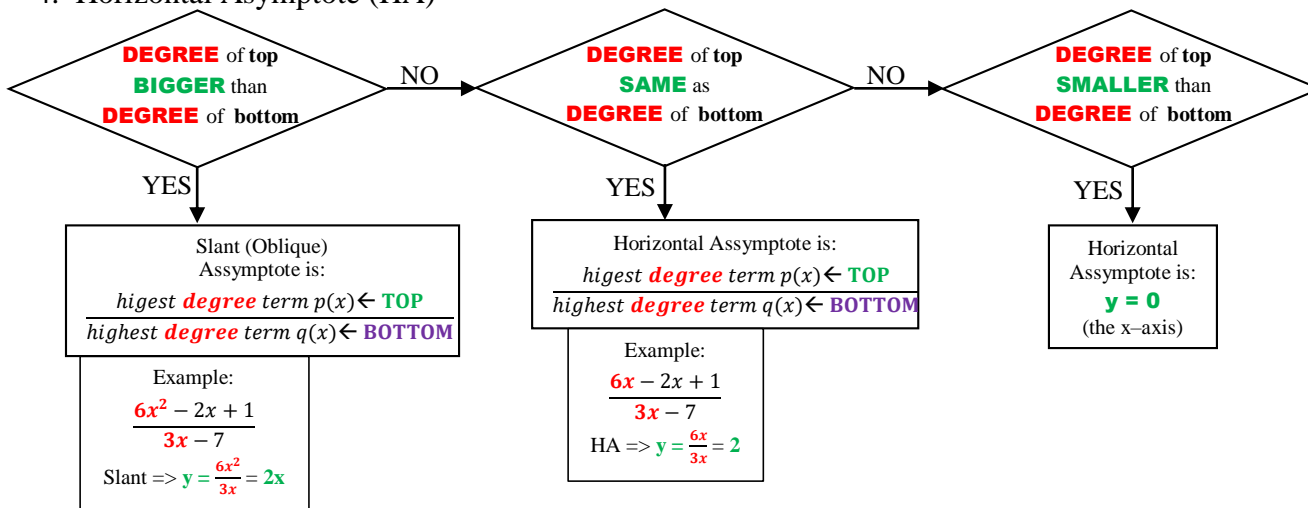 4. Horizontal Asymptote (HA)
DEGREE of top
BIGGER than
DEGREE of bottom
NO
DEGREE of top
SAME as
DEGREE of bottom
NO
DEGREE of top
SMALLER than
DEGREE of bottom
YES
YES
YES
Slant (Oblique)
Assymptote is:
higest degree term p(x)← TOP
highest degree term q(x)← BOTTOM
Horizontal Assymptote is:
higest degree term p(x)← TOP
highest degree term q(x)← BOTTOM
Horizontal
Assymptote is:
y = 0
(the x–axis)
Example:
6x² − 2x + 1
3x − 7
Slant => y = 6x²/3x = 2x
Example:
6x − 2x + 1
3x − 7
HA => y = 6x/3x = 2